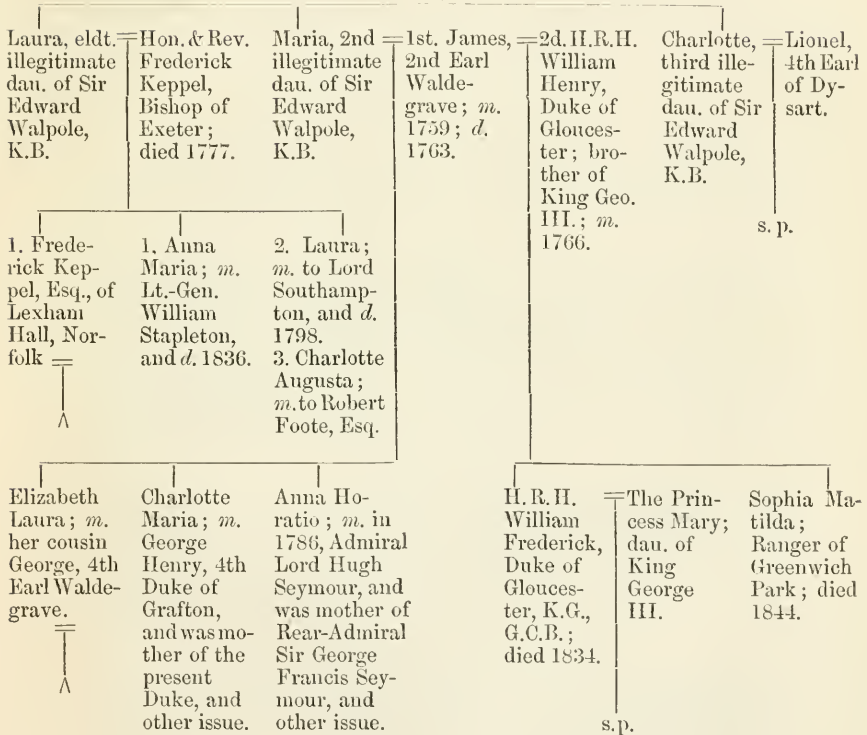 Laura, eldt.
illegitimate
dau. of Sir
Edward
Walpole,
K.B.
Hon. & Rev.
Frederick
Keppel,
Bishop of
Exeter;
died 1777.
Maria, 2nd
illegitimate
dau. of Sir
Edward
Walpole,
K.B.
1st. James,
2nd Earl
Walde-
grave; m.
1759; d.
1763.
2d. H.R.H.
William
Henry,
Duke of
Glouces-
ter; bro-
ther of
King Geo.
III.; m.
1766.
Charlotte,
third ille-
gitimate
dau. of Sir
Edward
Walpole,
K.B.
Lionel,
4th Earl
of Dy-
sart.
s. p.
1. Frede-
rick Kep-
pel, Esq., of
Lexham
Hall, Nor-
folk
1. Anna
Maria; m.
Lt.-Gen.
William
Stapleton,
and d. 1836.
2. Laura;
m. to Lord
Southamp-
ton, and d.
1798.
3. Charlotte
Augusta;
m. to Robert
Foote, Esq.
Elizabeth
Laura; m.
her cousin
George, 4th
Earl Walde-
grave.
Charlotte
Maria; m.
George
Henry, 4th
Duke of
Grafton,
and was mo-
ther of the
present
Duke, and
other issue.
Anna Ho-
ratio; m. in
1786, Admiral
Lord Hugh
Seymour, and
was mother of
Rear-Admiral
Sir George
Francis Sey-
mour, and
other issue.
H.R.H.
William
Frederick,
Duke of
Glouces-
ter, K.G.,
G.C.B.;
died 1834.
The Prin-
cess Mary;
dau. of
King
George
III.
Sophia Ma-
tilda;
Ranger of
Greenwich
Park; died
1844.
s. p.